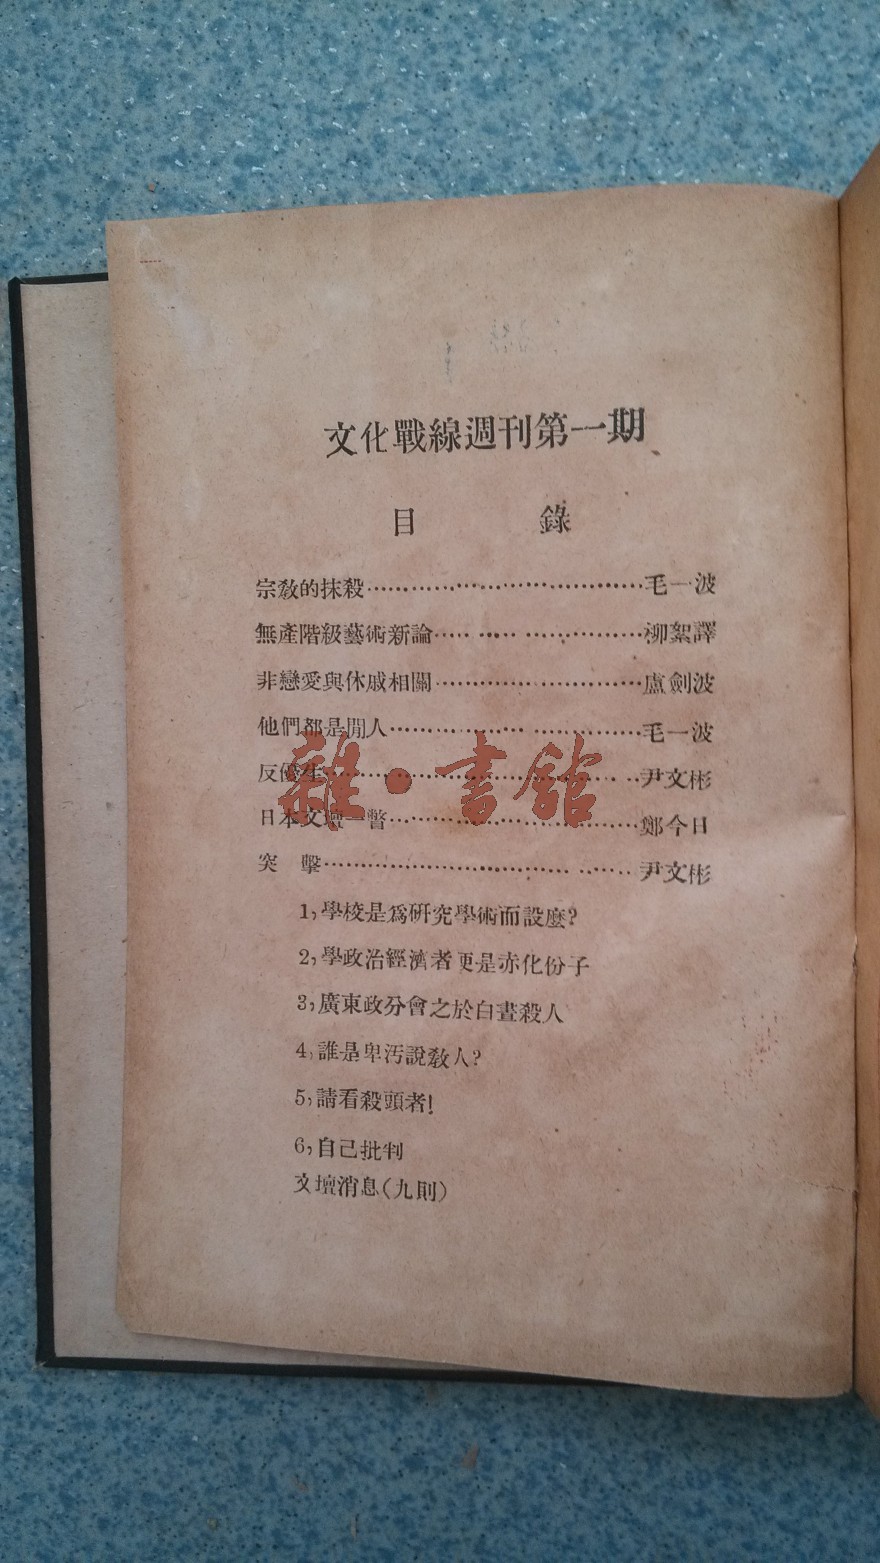 文化戰線週刊第一期
目 錄
宗教的抹殺…………………………毛一波
無產階級藝術新論…………………………柳絮譯
非戀愛與休戚相關…………………………盧劍波
他們都是閒人…………………………毛一波
反優生…………………………尹文彬
日本文壇一瞥…………………………鄭今日
突 擊…………………………尹文彬
1,學校是爲研究學術而設麼?
2,學政治經濟者更是赤化份子
3,廣東政分會之於白晝殺人
4,誰是卑汚說教人?
5,請看殺頭者!
6,自己批判
文壇消息(九則)
雜·書館